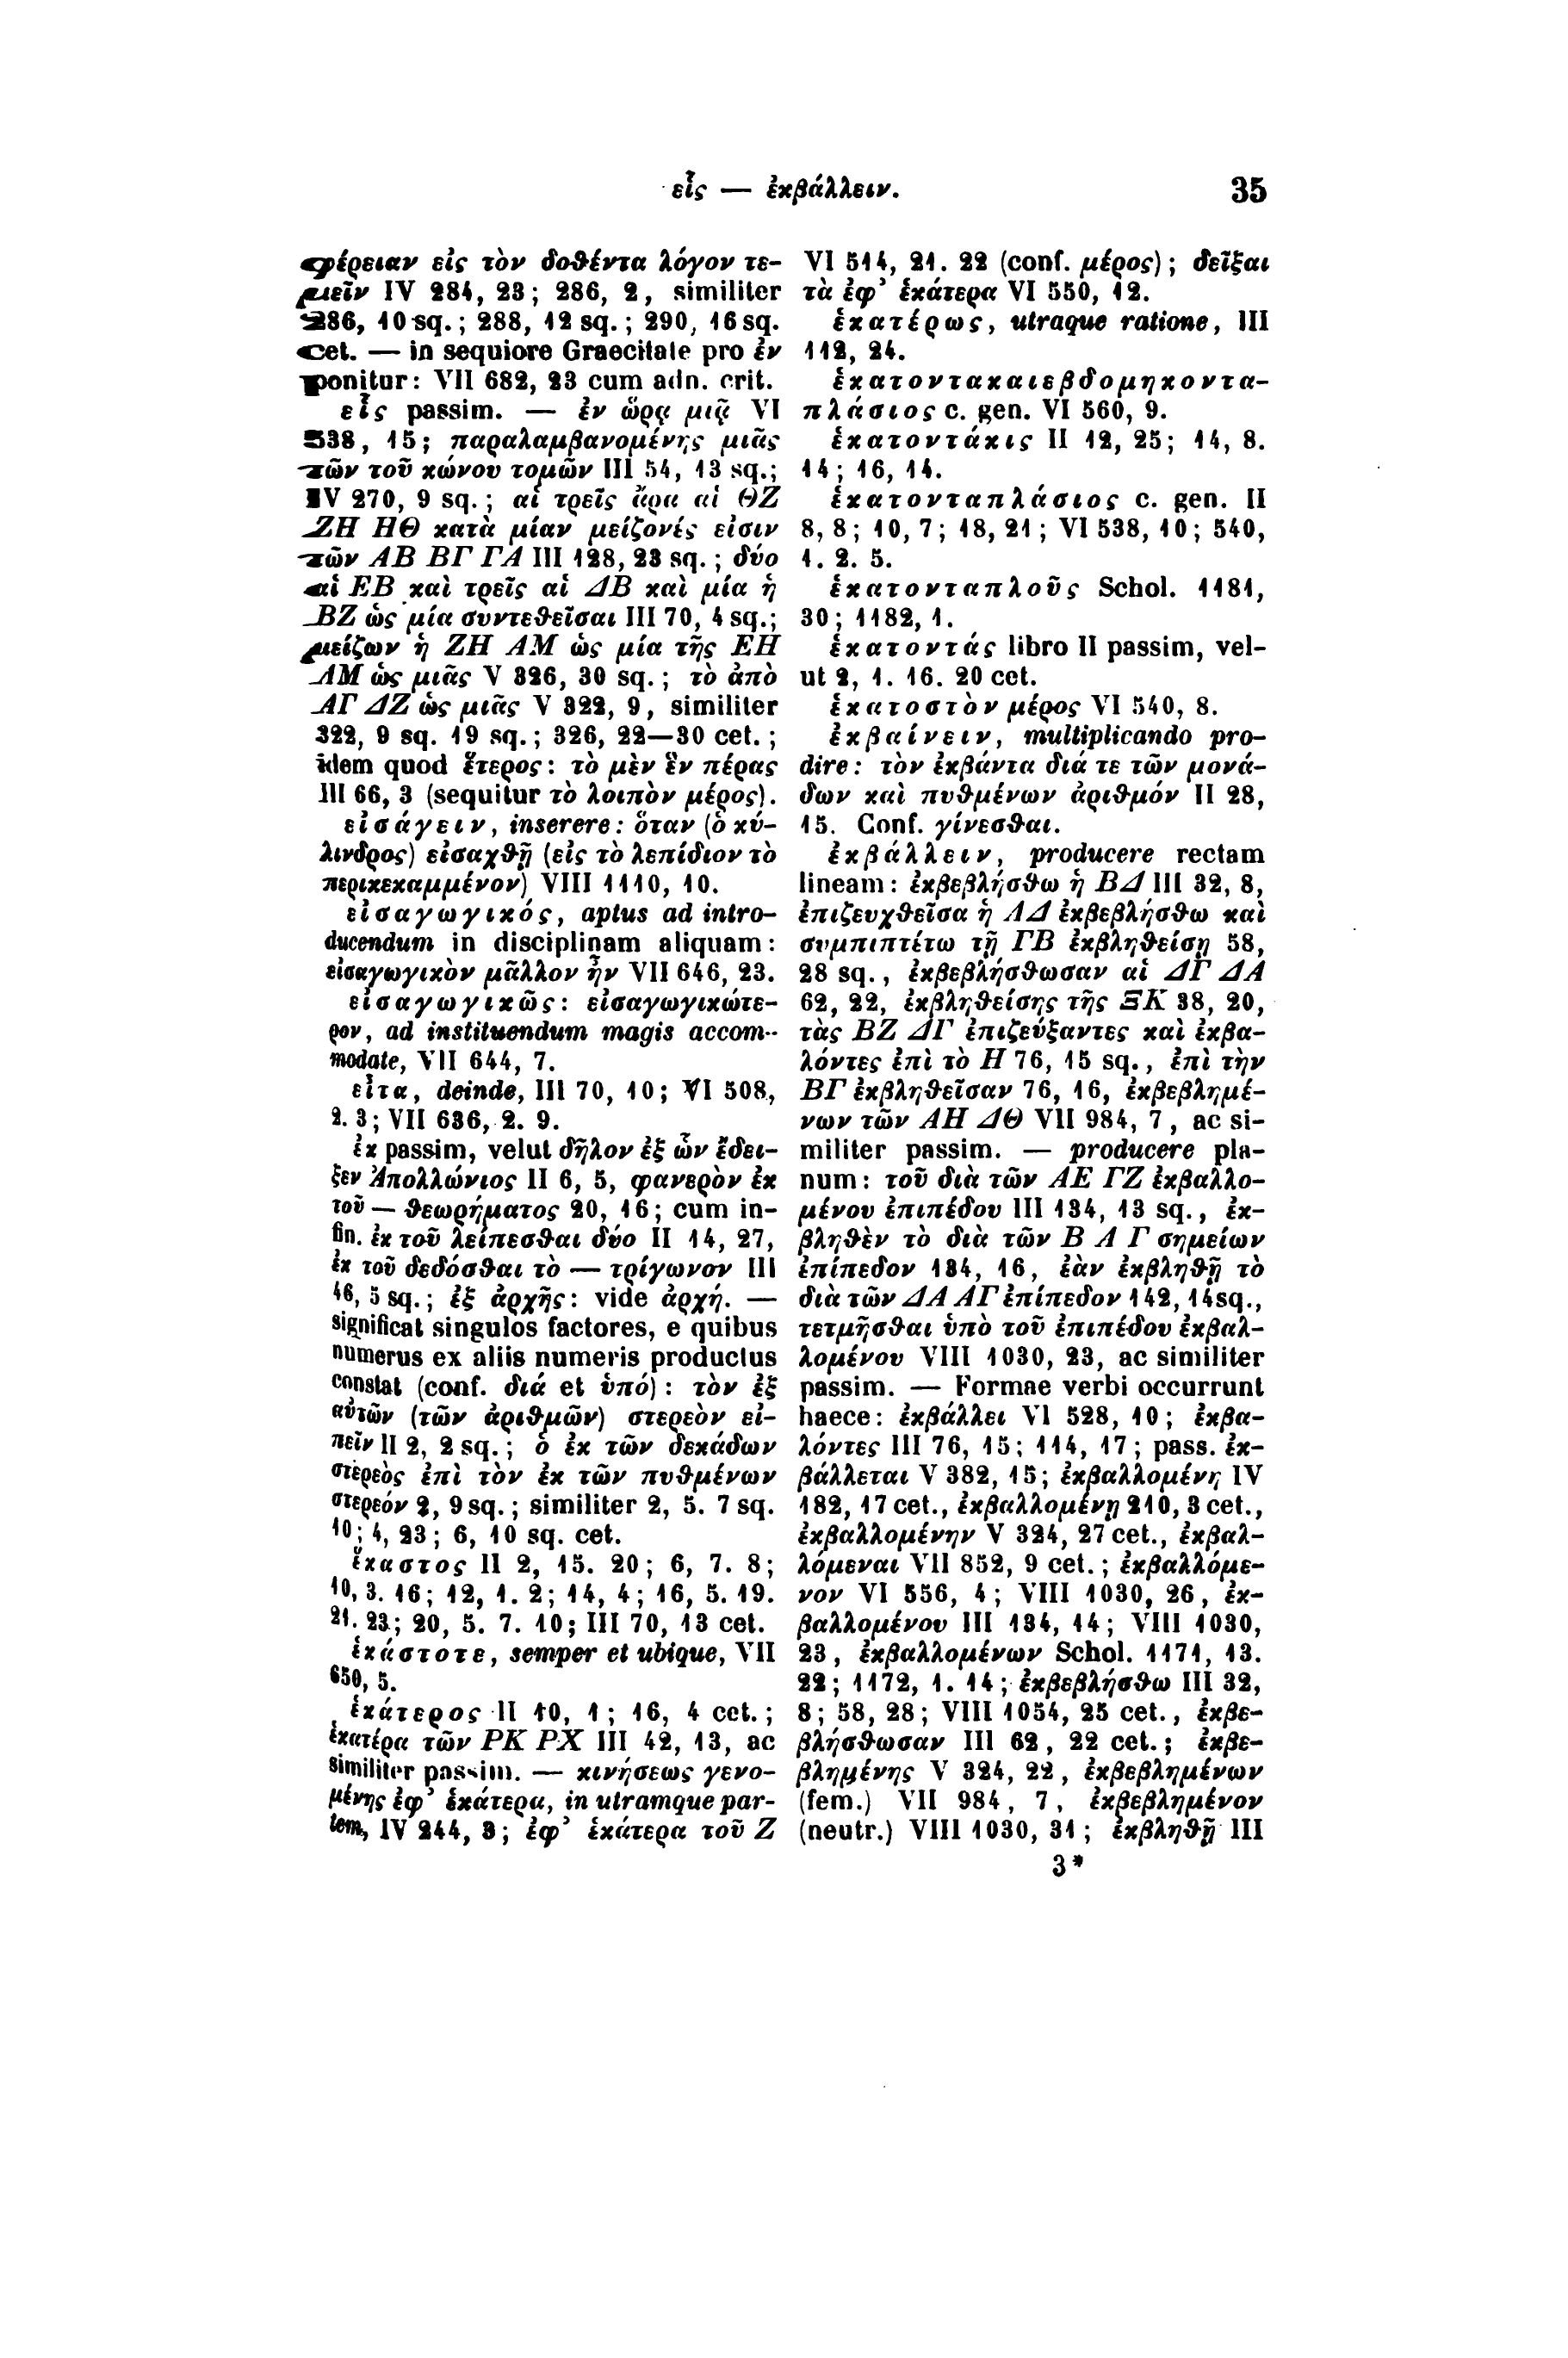 εἷς — ἐκβάλλειν. 35
φέρειαν εἰς τὸν δοθέντα λόγον τε-
μεῖν IV 284, 23; 286, 2, similiter
286, 10 sq.; 288, 12 sq.; 290, 16 sq.
cet. — in sequiore Graecitate pro ἐν
ponitur: VII 682, 23 cum adn. crit.
εἷς passim. — ἐν ὥρᾳ μιᾷ VI
538, 15; παραλαμβανομένης μιᾶς
τῶν τοῦ κώνου τομῶν III 54, 13 sq.;
IV 270, 9 sq.; αἱ τρεῖς ἄρα αἱ ΘΖ
ΖΗ ΗΘ κατὰ μίαν μείζονές εἰσιν
τῶν ΑΒ ΒΓ ΓΑ III 128, 23 sq.; δύο
αἱ ΕΒ καὶ τρεῖς αἱ ΔΒ καὶ μία ἡ
ΒΖ ὡς μία συντεθεῖσαι III 70, 4 sq.;
μείζων ἡ ΖΗ ΑΜ ὡς μία τῆς ΕΗ
ΛΜ ὡς μιᾶς V 326, 30 sq.; τὸ ἀπὸ
ΑΓ ΔΖ ὡς μιᾶς V 322, 9, similiter
322, 9 sq. 19 sq.; 326, 22—30 cet.;
idem quod ἕτερος: τὸ μὲν ἓν πέρας
III 66, 3 (sequitur τὸ λοιπὸν μέρος).
εἰσάγειν, inserere: ὅταν (ὁ κύ-
λινδρος) εἰσαχθῇ (εἰς τὸ λεπίδιον τὸ
περικεκαμμένον) VIII 1110, 10.
εἰσαγωγικός, aptus ad intro-
ducendum in disciplinam aliquam:
εἰσαγωγικὸν μᾶλλον ἦν VII 646, 23.
εἰσαγωγικῶς: εἰσαγωγικώτε-
ρον, ad instituendum magis accom-
modate, VII 644, 7.
εἶτα, deinde, III 70, 10; VI 508,
2. 3; VII 636, 2. 9.
ἐκ passim, velut δῆλον ἐξ ὧν ἔδει-
ξεν Ἀπολλώνιος II 6, 5, φανερὸν ἐκ
τοῦ — θεωρήματος 20, 16; cum in-
fin. ἐκ τοῦ λείπεσθαι δύο II 14, 27,
ἐκ τοῦ δεδόσθαι τὸ — τρίγωνον III
46, 5 sq.; ἐξ ἀρχῆς: vide ἀρχή. —
significat singulos factores, e quibus
numerus ex aliis numeris productus
constat (conf. διά et ὑπό): τὸν ἐξ
αὐτῶν (τῶν ἀριθμῶν) στερεὸν εἰ-
πεῖν II 2, 2 sq.; ὁ ἐκ τῶν δεκάδων
στερεὸς ἐπὶ τὸν ἐκ τῶν πυθμένων
στερεόν 2, 9 sq.; similiter 2, 5. 7 sq.
10; 4, 23; 6, 10 sq. cet.
ἕκαστος II 2, 15. 20; 6, 7. 8;
10, 3. 16; 12, 1. 2; 14, 4; 16, 5. 19.
21. 23; 20, 5. 7. 10; III 70, 13 cet.
ἑκάστοτε, semper et ubique, VII
650, 5.
ἑκάτερος II 10, 1; 16, 4 cet.;
ἑκατέρα τῶν ΡΚ ΡΧ III 42, 13, ac
similiter passim. — κινήσεως γενο-
μένης ἐφ᾽ ἑκάτερα, in utramque par-
tem, IV 244, 3; ἐφ᾽ ἑκάτερα τοῦ Ζ
VI 514, 21. 22 (conf. μέρος); δεῖξαι
τὰ ἐφ᾽ ἑκάτερα VI 550, 12.
ἑκατέρως, utraque ratione, III
112, 24.
ἑκατοντακαιεβδομηκοντα-
πλάσιος c. gen. VI 560, 9.
ἑκατοντάκις II 12, 25; 14, 8.
14; 16, 14.
ἑκατονταπλάσιος c. gen. II
8, 8; 10, 7; 18, 21; VI 538, 10; 540,
1. 2. 5.
ἑκατονταπλοῦς Schol. 1181,
30; 1182, 1.
ἑκατοντάς libro II passim, vel-
ut 2, 1. 16. 20 cet.
ἑκατοστὸν μέρος VI 540, 8.
ἐκβαίνειν, multiplicando pro-
dire: τὸν ἐκβάντα διά τε τῶν μονά-
δων καὶ πυθμένων ἀριθμόν II 28,
15. Conf. γίνεσθαι.
ἐκβάλλειν, producere rectam
lineam: ἐκβεβλήσθω ἡ ΒΔ III 32, 8,
ἐπιζευχθεῖσα ἡ ΛΔ ἐκβεβλήσθω καὶ
συμπιπτέτω τῇ ΓΒ ἐκβληθείσῃ 58,
28 sq., ἐκβεβλήσθωσαν αἱ ΔΓ ΔΑ
62, 22, ἐκβληθείσης τῆς ΞΚ 38, 20,
τὰς ΒΖ ΔΓ ἐπιζεύξαντες καὶ ἐκβα-
λόντες ἐπὶ τὸ Η 76, 15 sq., ἐπὶ τὴν
ΒΓ ἐκβληθεῖσαν 76, 16, ἐκβεβλημέ-
νων τῶν ΑΗ ΔΘ VII 984, 7, ac si-
militer passim. — producere pla-
num: τοῦ διὰ τῶν ΑΕ ΓΖ ἐκβαλλο-
μένου ἐπιπέδου III 134, 13 sq., ἐκ-
βληθὲν τὸ διὰ τῶν Β Λ Γ σημείων
ἐπίπεδον 134, 16, ἐὰν ἐκβληθῇ τὸ
διὰ τῶν ΔΑ ΑΓ ἐπίπεδον 142, 14 sq.,
τετμῆσθαι ὑπὸ τοῦ ἐπιπέδου ἐκβαλ-
λομένου VIII 1030, 23, ac similiter
passim. — Formae verbi occurrunt
haece: ἐκβάλλει VI 528, 10; ἐκβα-
λόντες III 76, 15; 114, 17; pass. ἐκ-
βάλλεται V 382, 15; ἐκβαλλομένη IV
182, 17 cet., ἐκβαλλομένῃ 210, 3 cet.,
ἐκβαλλομένην V 324, 27 cet., ἐκβαλ-
λόμεναι VII 852, 9 cet.; ἐκβαλλόμε-
νον VI 556, 4; VIII 1030, 26, ἐκ-
βαλλομένου III 134, 14; VIII 1030,
23, ἐκβαλλομένων Schol. 1171, 13.
22; 1172, 1. 14; ἐκβεβλήσθω III 32,
8; 58, 28; VIII 1054, 25 cet., ἐκβε-
βλήσθωσαν III 62, 22 cet.; ἐκβε-
βλημένης V 324, 22, ἐκβεβλημένων
(fem.) VII 984, 7, ἐκβεβλημένον
(neutr.) VIII 1030, 31; ἐκβληθῇ III
3*